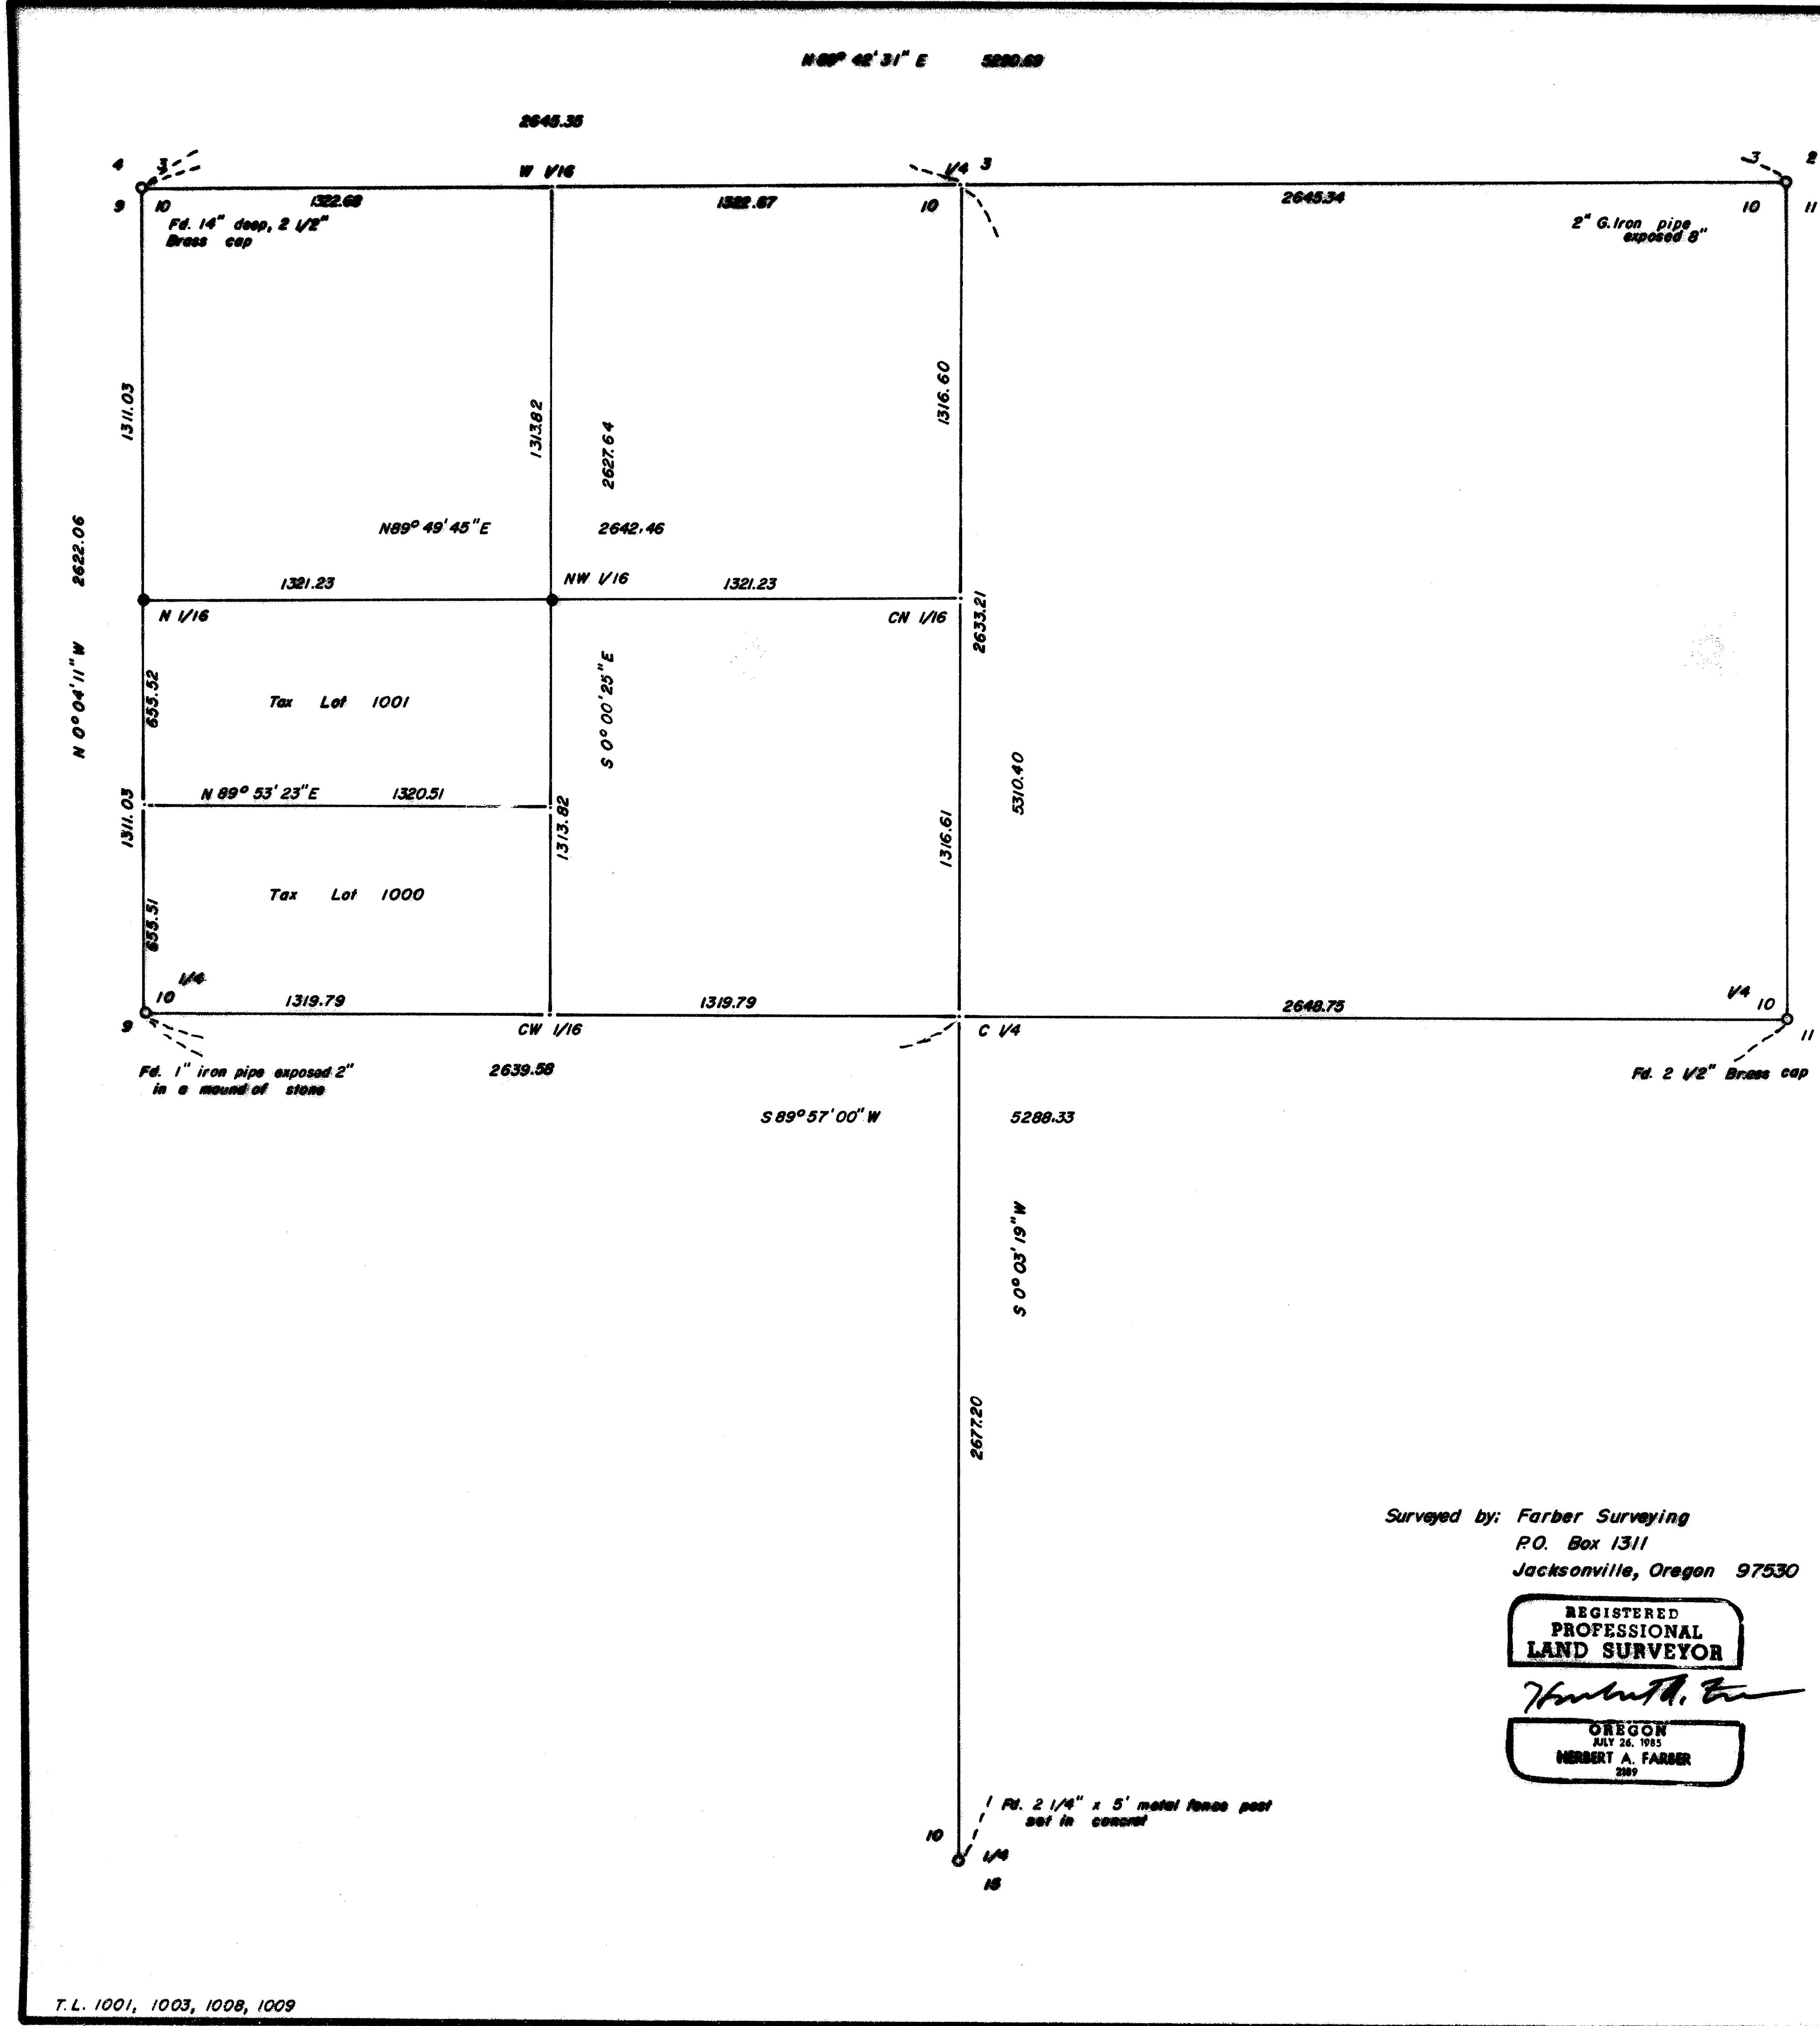 N 89° 42' 31" E 5290.69
2645.35
4 3
W 1/16
1/4 3
3 2
9 10
1322.68
1322.67
10
2645.34
10 11
Fd. 14" deep, 2 1/2"
Brass cap
2" G. Iron pipe
exposed 8"
1311.03
1313.82
2627.64
1316.60
N89° 49' 45" E 2642.46
N 0° 04' 11" W 2622.06
1321.23
NW 1/16
1321.23
N 1/16
CN 1/16
2633.21
655.52
Tax Lot 1001
S 0° 00' 25" E
5310.40
N 89° 53' 23" E 1320.51
1311.03
1313.82
1316.61
Tax Lot 1000
655.51
1/4
10
1319.79
1319.79
2648.75
1/4
10
9
CW 1/16
C 1/4
11
Fd. 1" iron pipe exposed 2"
in a mound of stone
2639.58
Fd. 2 1/2" Brass cap
S 89° 57' 00" W 5288.33
S 0° 03' 19" W
2677.20
Surveyed by: Farber Surveying
P.O. Box 1311
Jacksonville, Oregon 97530
REGISTERED
PROFESSIONAL
LAND SURVEYOR
OREGON
JULY 26, 1985
HERBERT A. FARBER
2189
Fd. 2 1/4" x 5' metal fence post
set in concret
10
1/4
15
T.L. 1001, 1003, 1008, 1009